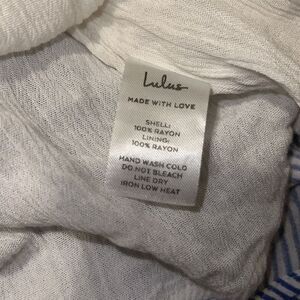 Lulus
MADE WITH LOVE
SHELL:
100% RAYON
LINING:
100% RAYON
HAND WASH COLD
DO NOT BLEACH
LINE DRY
IRON LOW HEAT